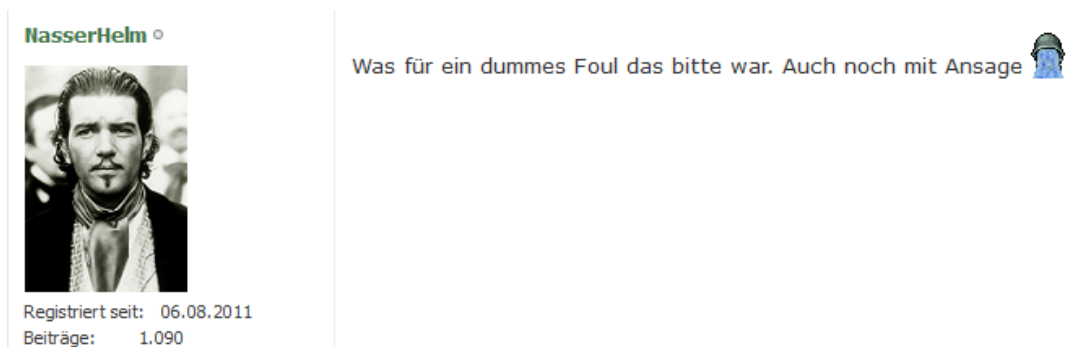 NasserHelm
Was für ein dummes Foul das bitte war. Auch noch mit Ansage
Registriert seit: 06.08.2011
Beiträge: 1.090